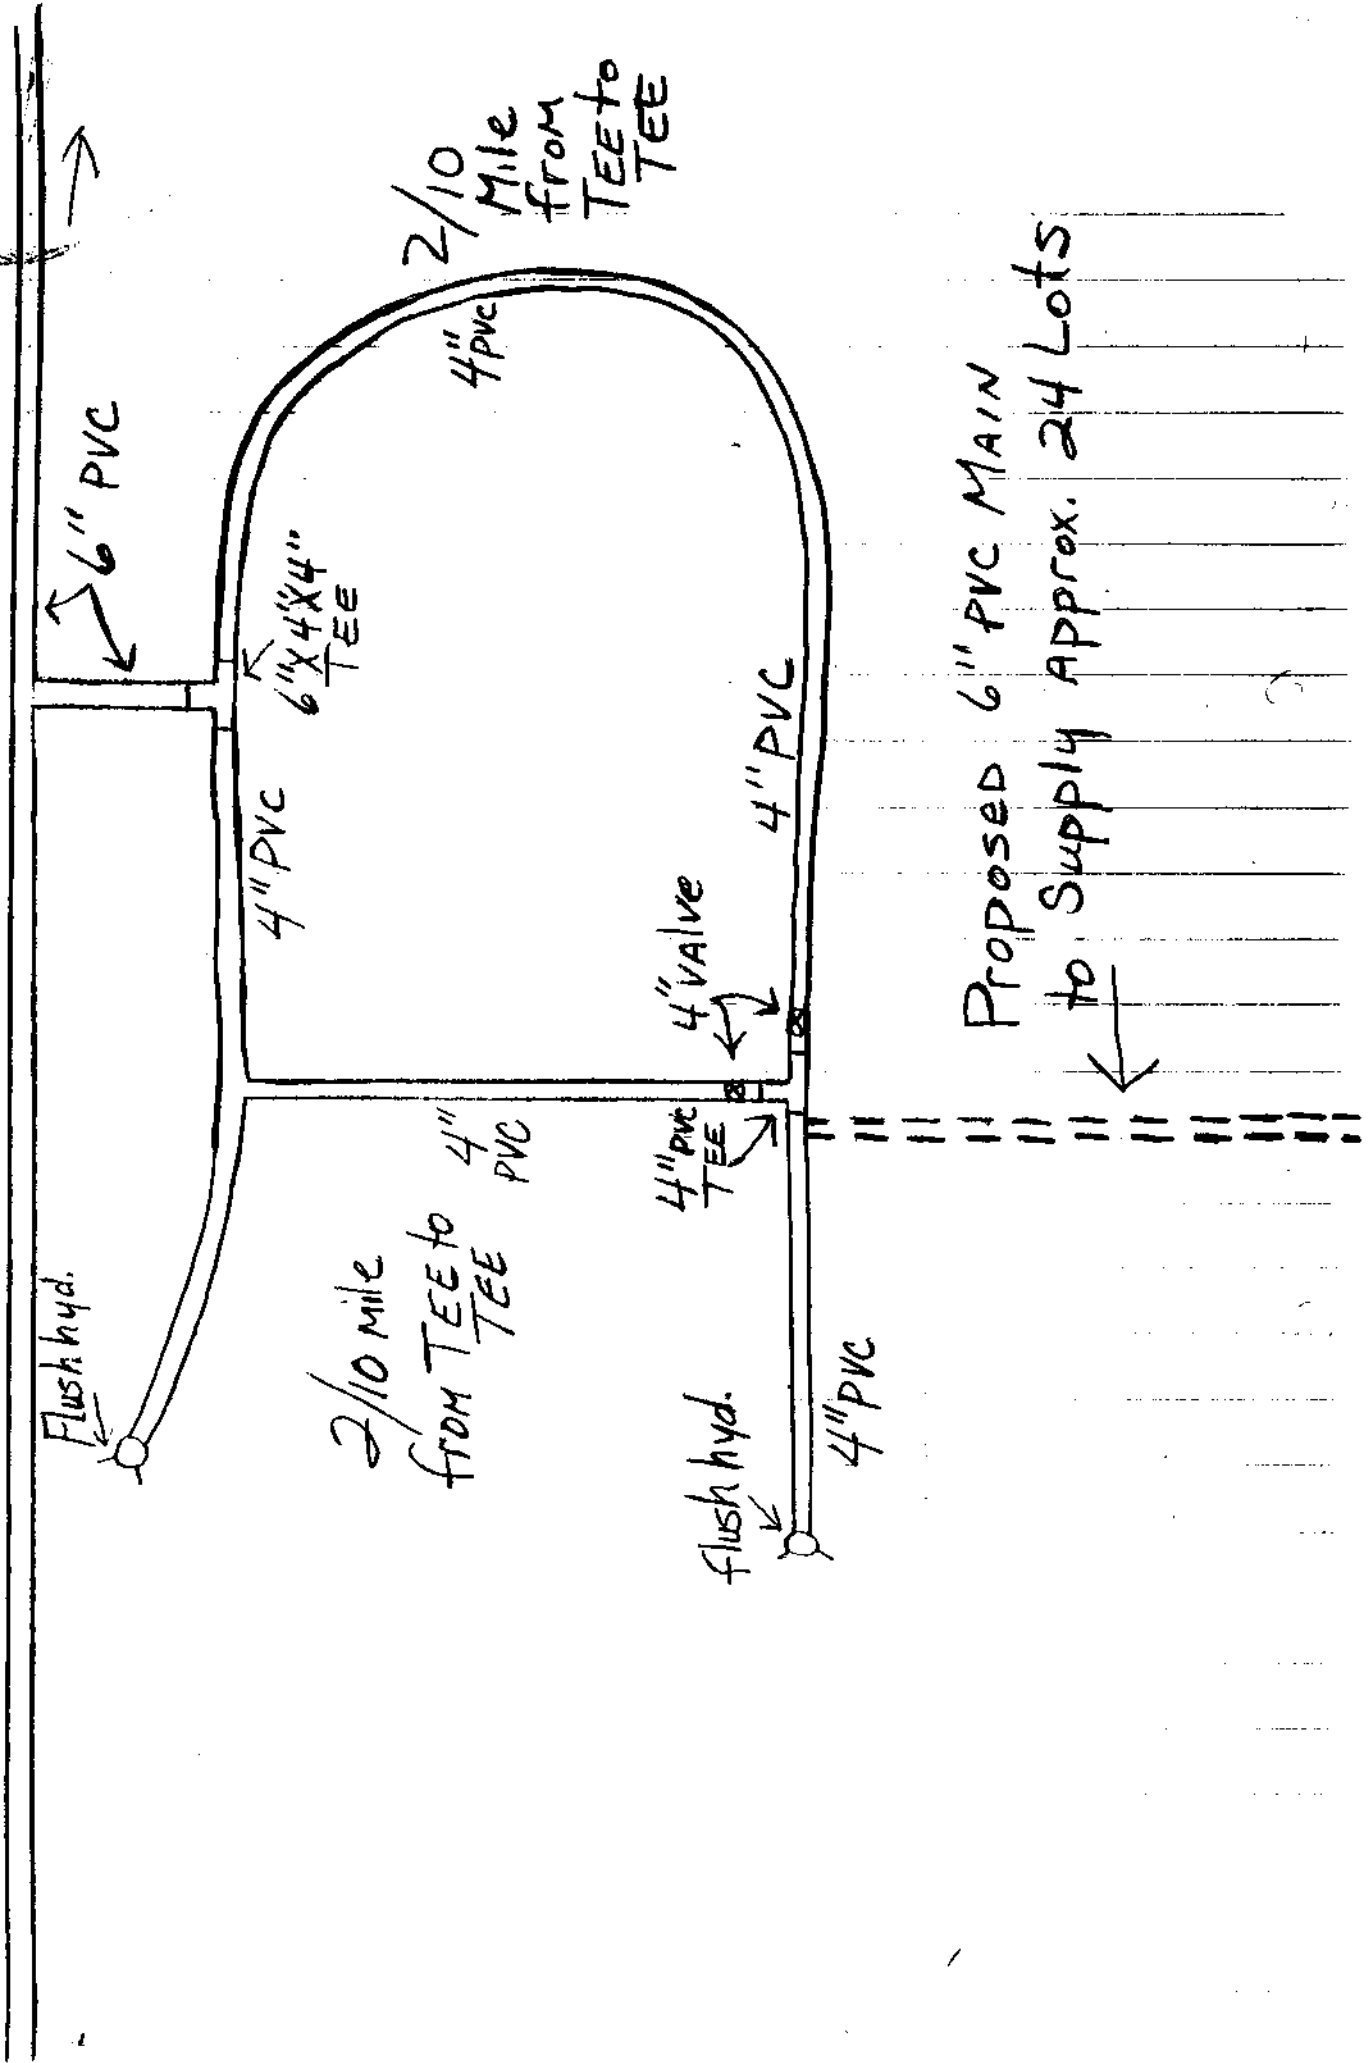 6" PVC
2/10
Mile
from
TEE to
TEE
4"
PVC
6"X4"X4"
TEE
4" PVC
4" PVC
4" VALVE
4"
PVC
4" PVC
TEE
Flush hyd.
2/10 Mile
from TEE to
TEE
flush hyd.
4" PVC
Proposed 6" PVC MAIN
to Supply Approx. 24 Lots